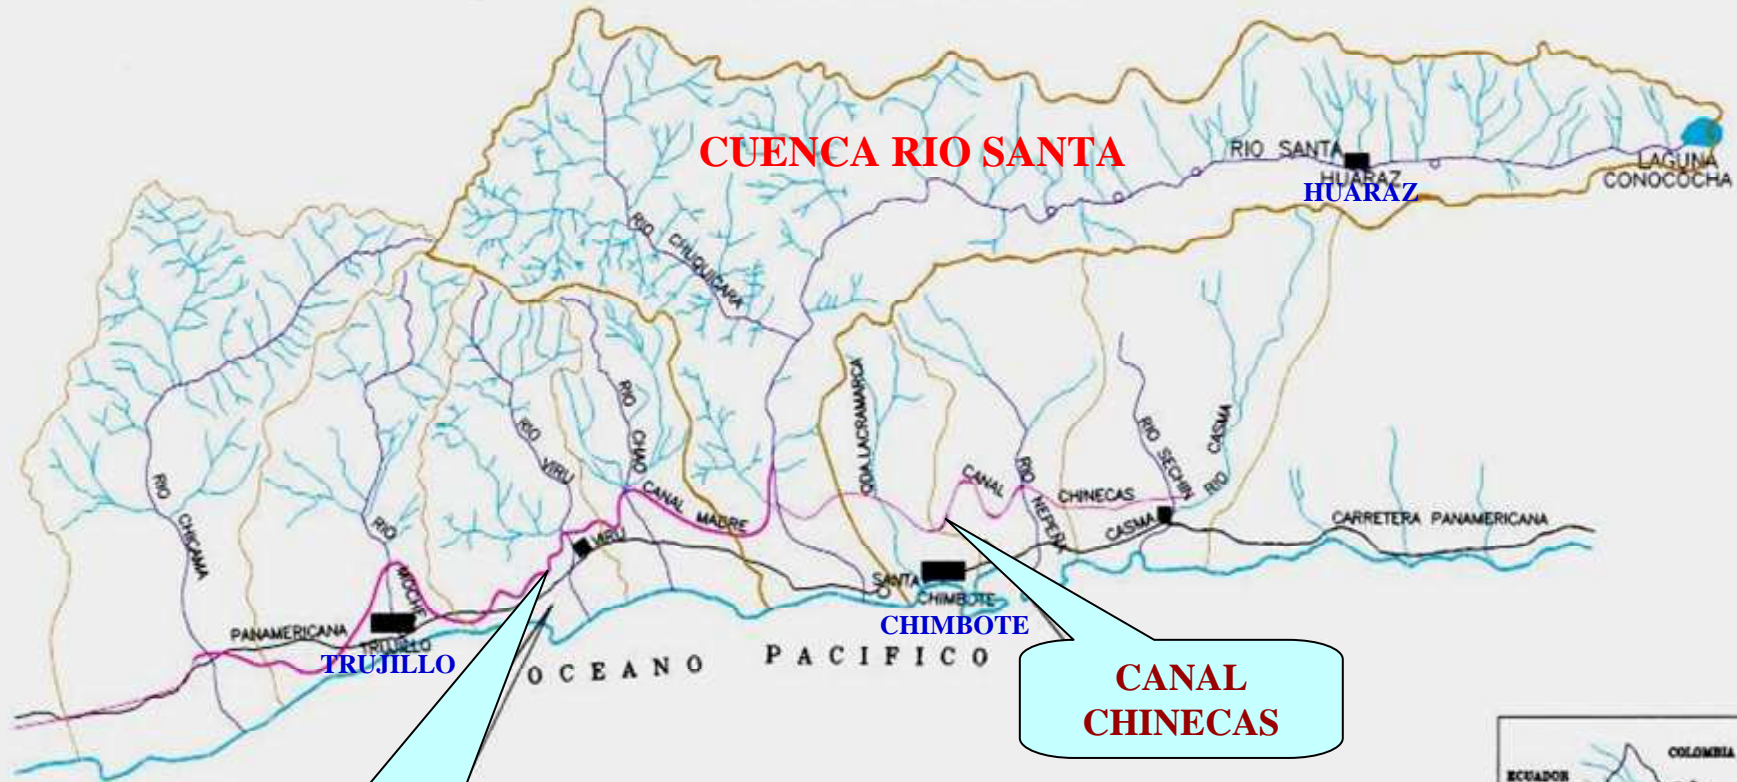 CUENCA RIO SANTA
RIO SANTA
HUARAZ
HUARAZ
LAGUNA
CONOCOCHA
RIO CHUQUICARA
RIO CHICAMA
RIO MOCHE
RIO VIRU
RIO CHAO
CANAL MADRE
VIRU
QDA. LACRAMARCA
CANAL CHINECAS
RIO NEPEÑA
RIO SECHIN
RIO CASMA
CASMA
CARRETERA PANAMERICANA
SANTA
CHIMBOTE
CHIMBOTE
PANAMERICANA
TRUJILLO
TRUJILLO
OCEANO PACIFICO
CANAL
CHINECAS
COLOMBIA
ECUADOR